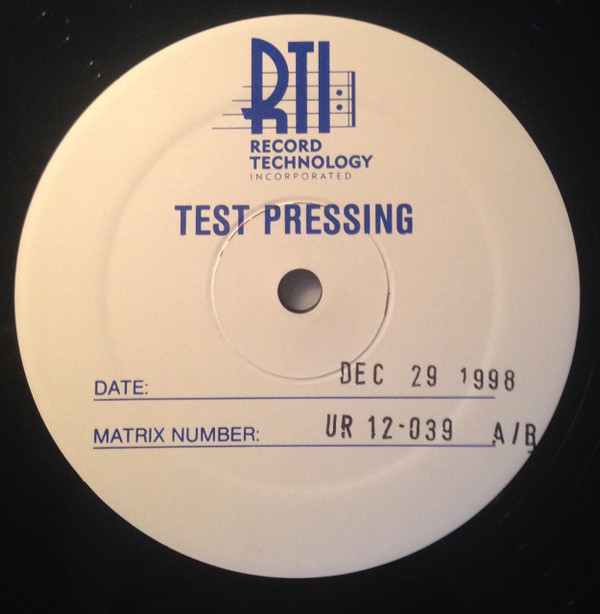 RTI
RECORD
TECHNOLOGY
INCORPORATED
TEST PRESSING
DATE: DEC 29 1998
MATRIX NUMBER: UR 12-039 A/B